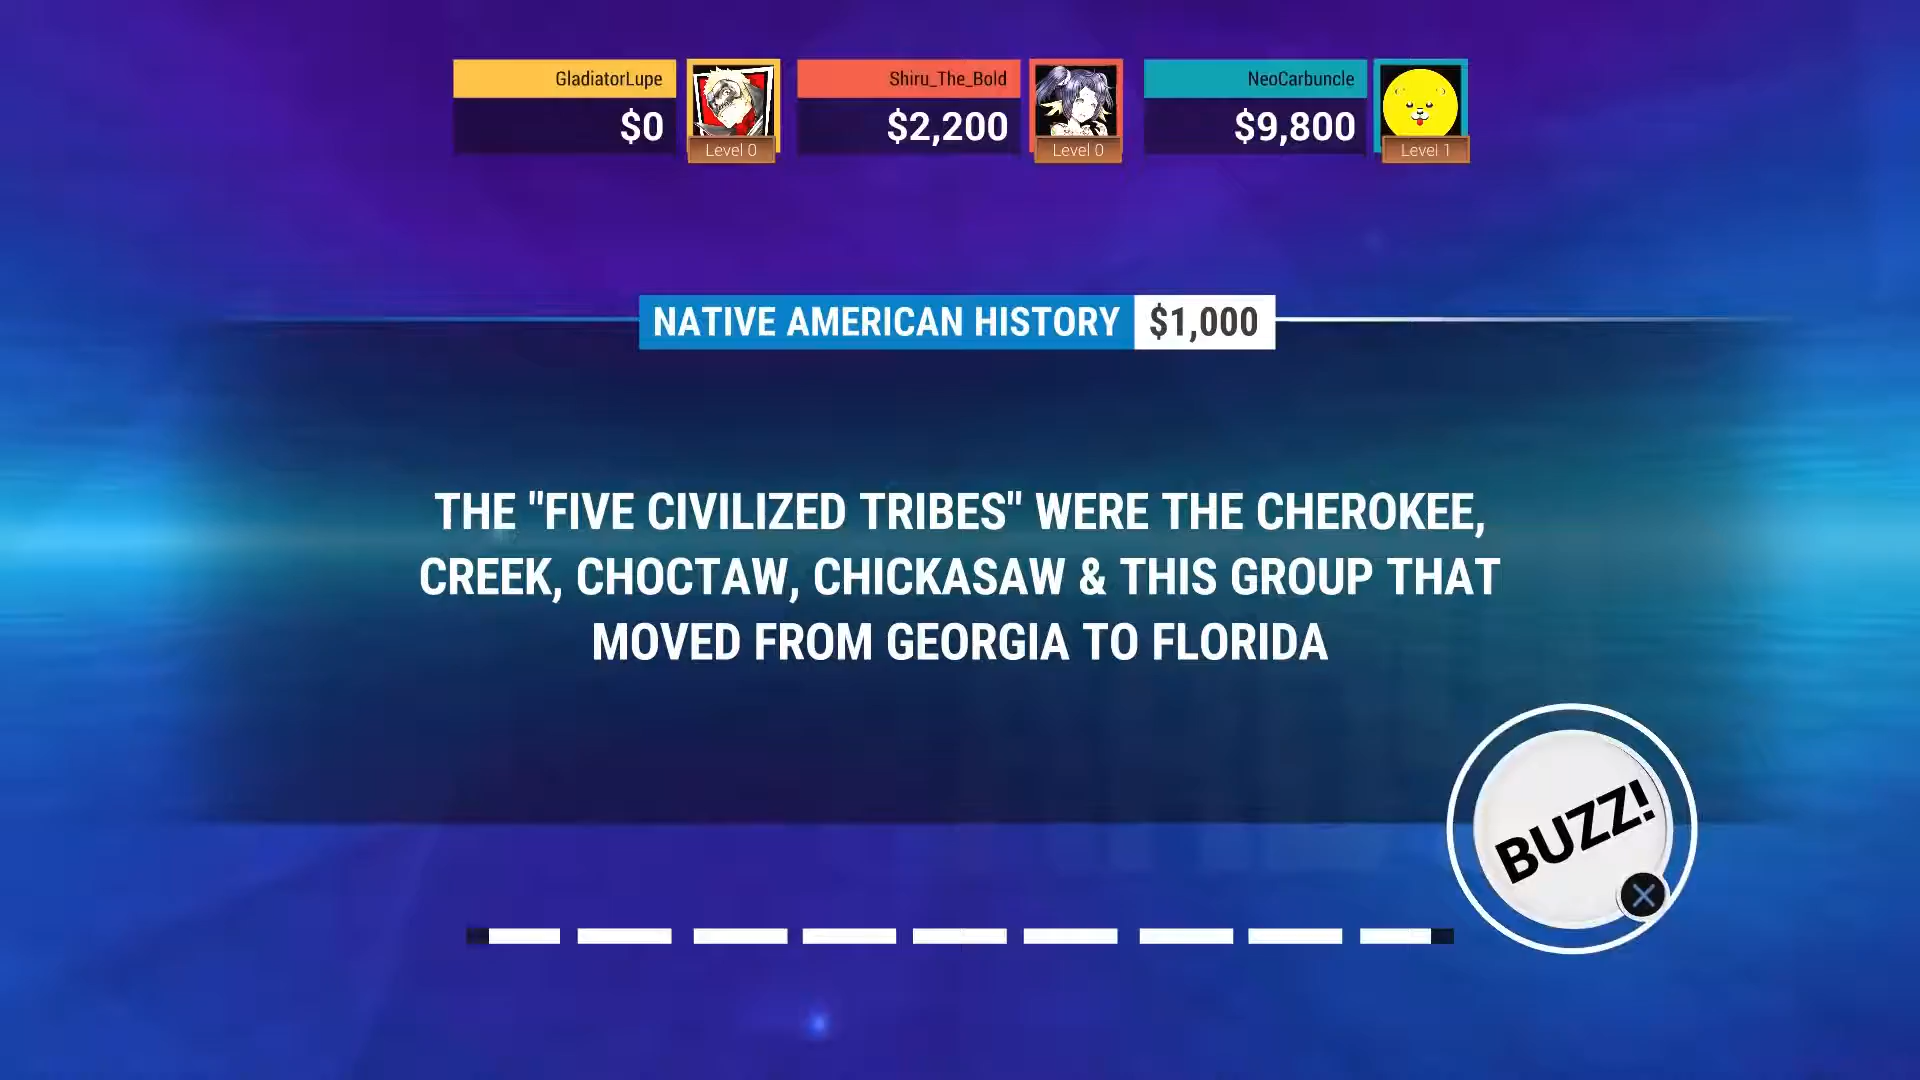 GladiatorLupe
$0
Level 0
Shiru_The_Bold
$2,200
Level 0
NeoCarbuncle
$9,800
Level 1
NATIVE AMERICAN HISTORY $1,000
THE "FIVE CIVILIZED TRIBES" WERE THE CHEROKEE,
CREEK, CHOCTAW, CHICKASAW & THIS GROUP THAT
MOVED FROM GEORGIA TO FLORIDA
BUZZ!